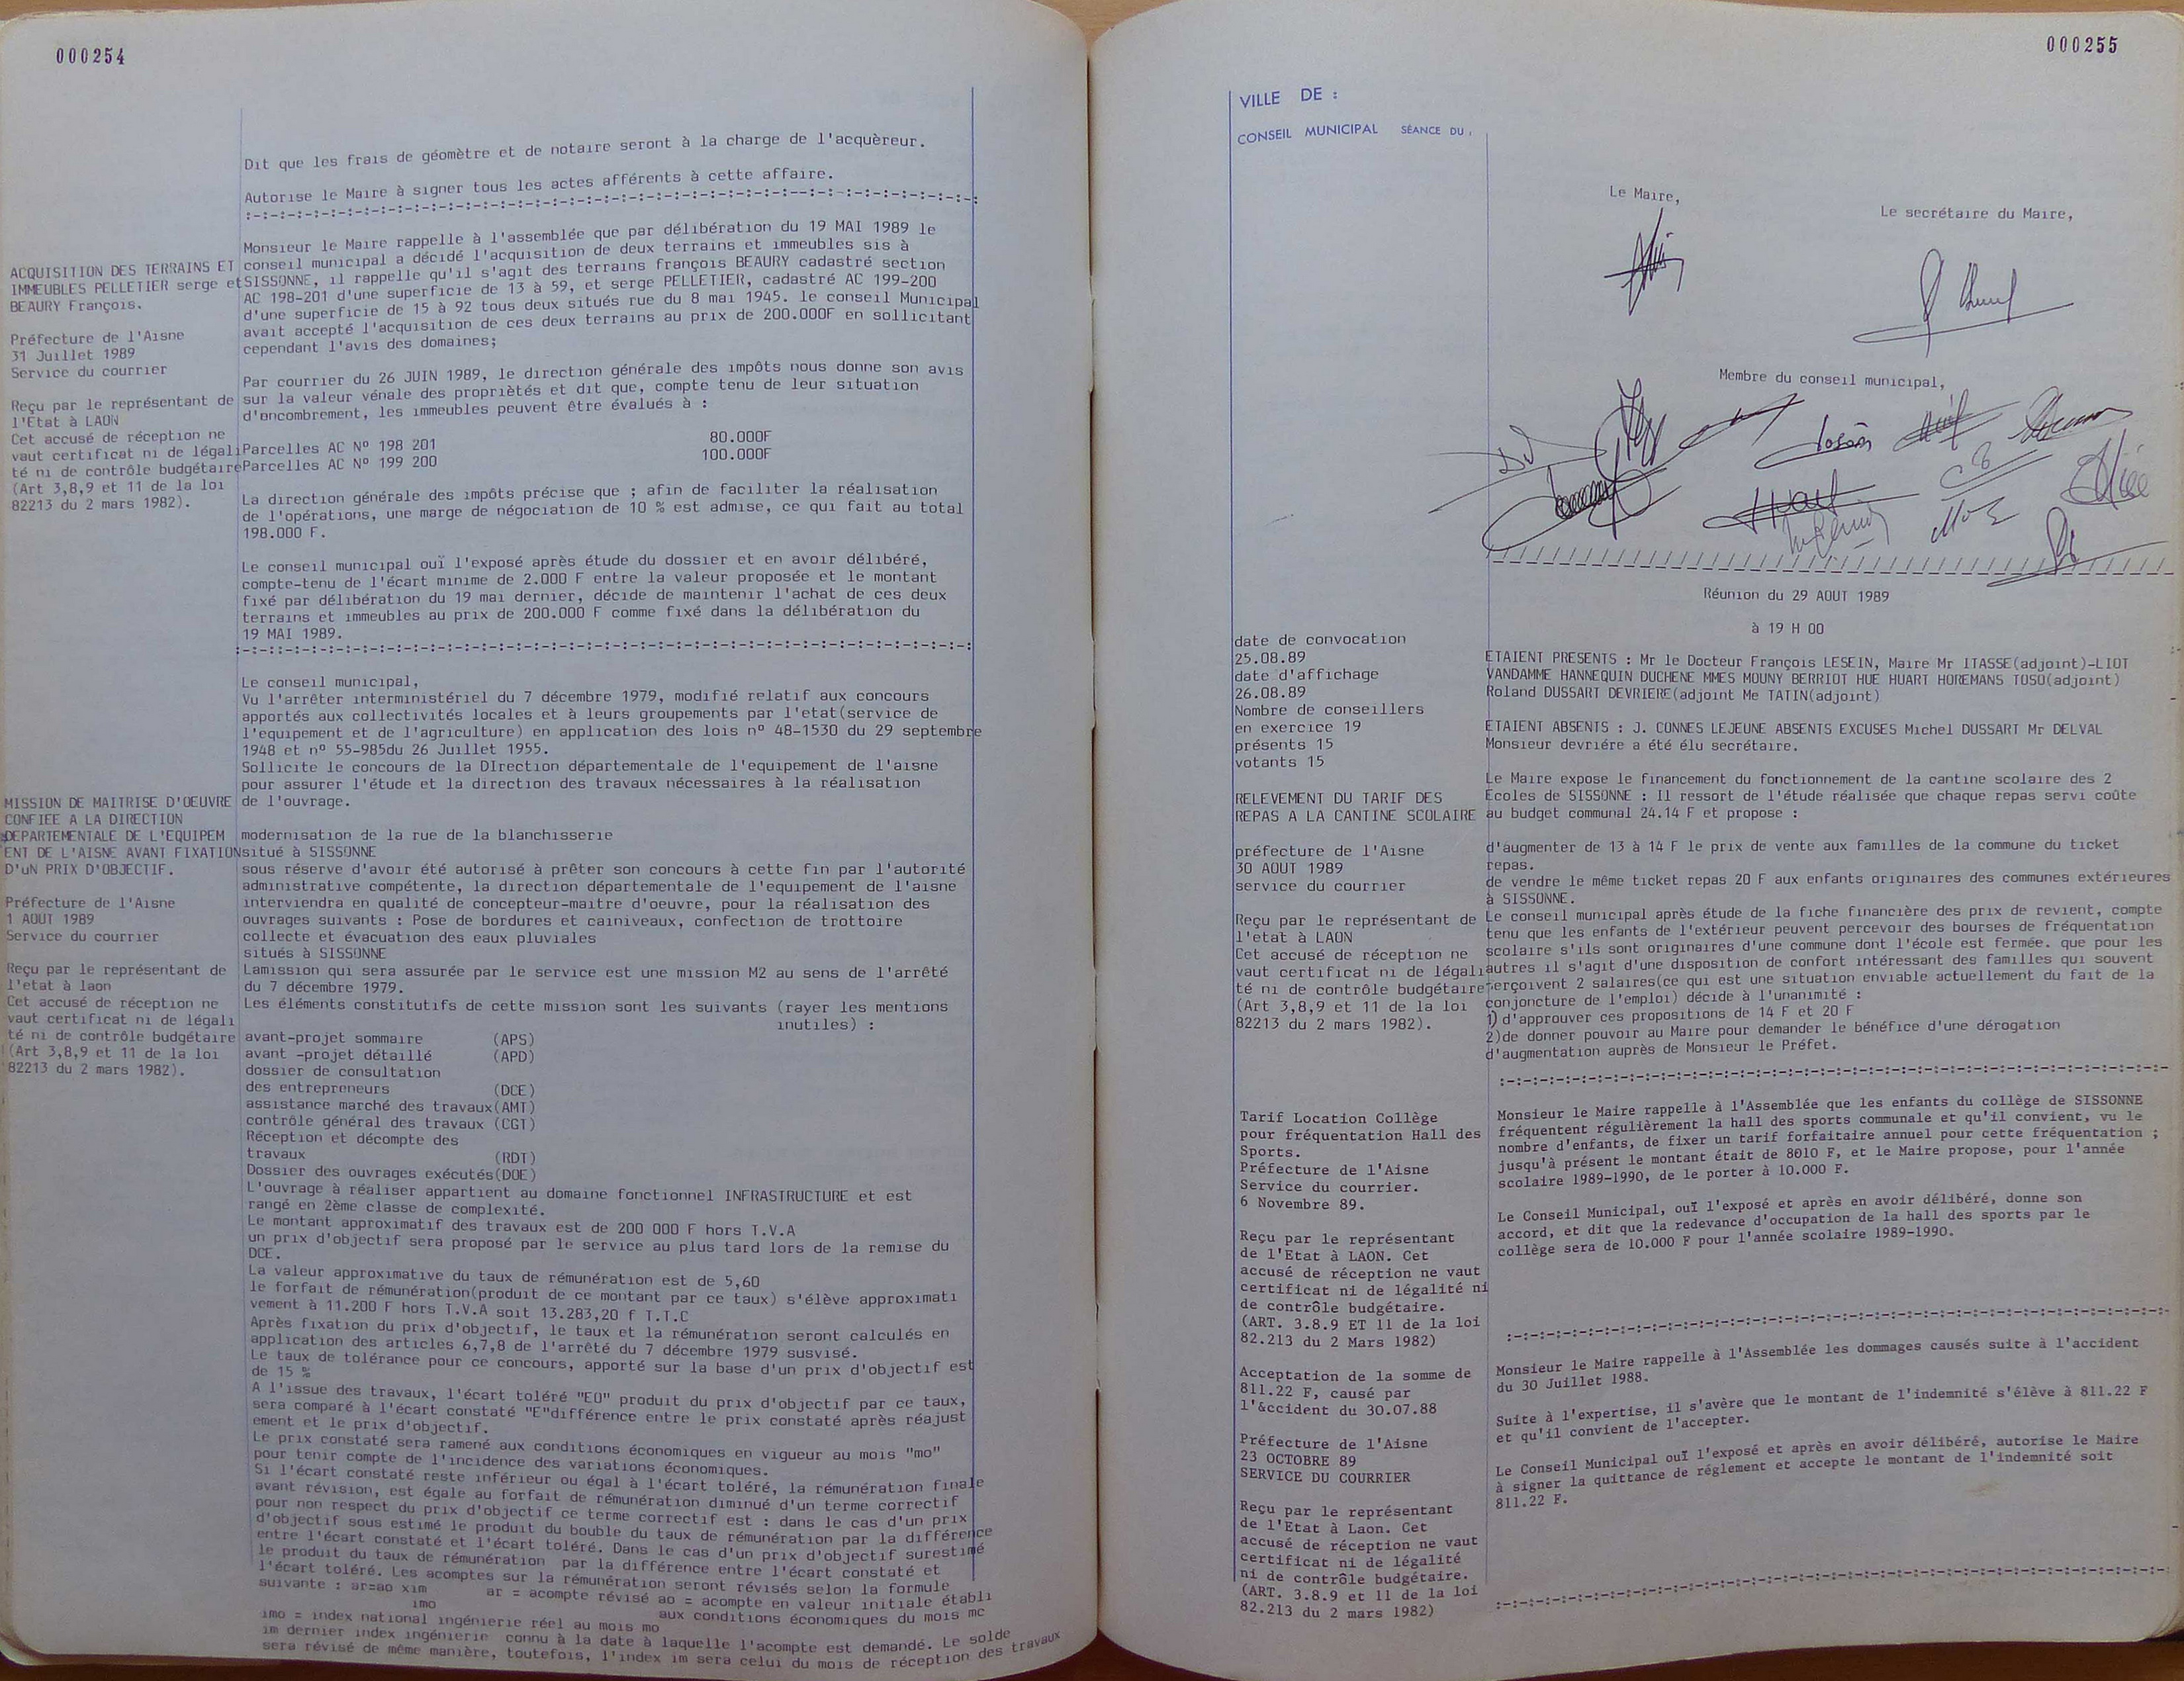 000254
Dit que les frais de géomètre et de notaire seront à la charge de l'acquèreur.
Autorise le Maire à signer tous les actes afférents à cette affaire.
ACQUISITION DES TERRAINS ET
IMMEUBLES PELLETIER serge et
BEAURY François.
Préfecture de l'Aisne
31 Juillet 1989
Service du courrier
Reçu par le représentant de
l'Etat à LAON
Cet accusé de réception ne
vaut certificat ni de légali
té ni de contrôle budgétaire
(Art 3,8,9 et 11 de la loi
82213 du 2 mars 1982).
Monsieur le Maire rappelle à l'assemblée que par délibération du 19 MAI 1989 le
conseil municipal a décidé l'acquisition de deux terrains et immeubles sis à
SISSONNE, il rappelle qu'il s'agit des terrains françois BEAURY cadastré section
AC 198-201 d'une superficie de 13 à 59, et serge PELLETIER, cadastré AC 199-200
d'une superficie de 15 à 92 tous deux situés rue du 8 mai 1945. le conseil Municipal
avait accepté l'acquisition de ces deux terrains au prix de 200.000F en sollicitant
cependant l'avis des domaines;
Par courrier du 26 JUIN 1989, le direction générale des impôts nous donne son avis
sur la valeur vénale des propriètés et dit que, compte tenu de leur situation
d'encombrement, les immeubles peuvent être évalués à :
Parcelles AC Nº 198 201 80.000F
Parcelles AC Nº 199 200 100.000F
La direction générale des impôts précise que ; afin de faciliter la réalisation
de l'opérations, une marge de négociation de 10 % est admise, ce qui fait au total
198.000 F.
Le conseil municipal ouï l'exposé après étude du dossier et en avoir délibéré,
compte-tenu de l'écart minime de 2.000 F entre la valeur proposée et le montant
fixé par délibération du 19 mai dernier, décide de maintenir l'achat de ces deux
terrains et immeubles au prix de 200.000 F comme fixé dans la délibération du
19 MAI 1989.
MISSION DE MAITRISE D'OEUVRE
CONFIEE A LA DIRECTION
DEPARTEMENTALE DE L'EQUIPEM
ENT DE L'AISNE AVANT FIXATION
D'uN PRIX D'OBJECTIF.
Préfecture de l'Aisne
1 AOUT 1989
Service du courrier
Reçu par le représentant de
l'etat à laon
Cet accusé de réception ne
vaut certificat ni de légali
té ni de contrôle budgétaire
(Art 3,8,9 et 11 de la loi
82213 du 2 mars 1982).
Le conseil municipal,
Vu l'arrêter interministériel du 7 décembre 1979, modifié relatif aux concours
apportés aux collectivités locales et à leurs groupements par l'etat(service de
l'equipement et de l'agriculture) en application des lois nº 48-1530 du 29 septembre
1948 et nº 55-985du 26 Juillet 1955.
Sollicite le concours de la DIrection départementale de l'equipement de l'aisne
pour assurer l'étude et la direction des travaux nécessaires à la réalisation
de l'ouvrage.
modernisation de la rue de la blanchisserie
situé à SISSONNE
sous réserve d'avoir été autorisé à prêter son concours à cette fin par l'autorité
administrative compétente, la direction départementale de l'equipement de l'aisne
interviendra en qualité de concepteur-maitre d'oeuvre, pour la réalisation des
ouvrages suivants : Pose de bordures et cainiveaux, confection de trottoire
collecte et évacuation des eaux pluviales
situés à SISSONNE
Lamission qui sera assurée par le service est une mission M2 au sens de l'arrêté
du 7 décembre 1979.
Les éléments constitutifs de cette mission sont les suivants (rayer les mentions
inutiles) :
avant-projet sommaire (APS)
avant -projet détaillé (APD)
dossier de consultation
des entrepreneurs (DCE)
assistance marché des travaux(AMT)
contrôle général des travaux (CGT)
Réception et décompte des
travaux (RDT)
Dossier des ouvrages exécutés(DOE)
L'ouvrage à réaliser appartient au domaine fonctionnel INFRASTRUCTURE et est
rangé en 2ème classe de complexité.
Le montant approximatif des travaux est de 200 000 F hors T.V.A
un prix d'objectif sera proposé par le service au plus tard lors de la remise du
DCE.
La valeur approximative du taux de rémunération est de 5,60
le forfait de rémunération(produit de ce montant par ce taux) s'élève approximati
vement à 11.200 F hors T.V.A soit 13.283,20 f T.T.C
Après fixation du prix d'objectif, le taux et la rémunération seront calculés en
application des articles 6,7,8 de l'arrêté du 7 décembre 1979 susvisé.
Le taux de tolérance pour ce concours, apporté sur la base d'un prix d'objectif est
de 15 %
A l'issue des travaux, l'écart toléré "EO" produit du prix d'objectif par ce taux,
sera comparé à l'écart constaté "E"différence entre le prix constaté après réajust
ement et le prix d'objectif.
Le prix constaté sera ramené aux conditions économiques en vigueur au mois "mo"
pour tenir compte de l'incidence des variations économiques.
Si l'écart constaté reste inférieur ou égal à l'écart toléré, la rémunération finale
avant révision, est égale au forfait de rémunération diminué d'un terme correctif
pour non respect du prix d'objectif ce terme correctif est : dans le cas d'un prix
d'objectif sous estimé le produit du bouble du taux de rémunération par la différence
entre l'écart constaté et l'écart toléré. Dans le cas d'un prix d'objectif surestimé
le produit du taux de rémunération par la différence entre l'écart constaté et
l'écart toléré. Les acomptes sur la rémunération seront révisés selon la formule
suivante : ar=ao xim ar = acompte révisé ao = acompte en valeur initiale établi
imo aux conditions économiques du mois mc
imo = index national ingénierie réel au mois mo
im dernier index ingénierie connu à la date à laquelle l'acompte est demandé. Le solde
sera révisé de même manière, toutefois, l'index im sera celui du mois de réception des travaux
000255
VILLE DE :
CONSEIL MUNICIPAL SÉANCE DU :
Le Maire,
Le secrétaire du Maire,
Membre du conseil municipal,
Réunion du 29 AOUT 1989
à 19 H 00
date de convocation
25.08.89
date d'affichage
26.08.89
Nombre de conseillers
en exercice 19
présents 15
votants 15
ETAIENT PRESENTS : Mr le Docteur François LESEIN, Maire Mr ITASSE(adjoint)-LIOT
VANDAMME HANNEQUIN DUCHENE MMES MOUNY BERRIOT HUE HUART HOREMANS TOSO(adjoint)
Roland DUSSART DEVRIERE(adjoint Me TATIN(adjoint)
ETAIENT ABSENTS : J. CONNES LEJEUNE ABSENTS EXCUSES Michel DUSSART Mr DELVAL
Monsieur devriére a été élu secrétaire.
RELEVEMENT DU TARIF DES
REPAS A LA CANTINE SCOLAIRE
préfecture de l'Aisne
30 AOUT 1989
service du courrier
Reçu par le représentant de
l'etat à LAON
Cet accusé de réception ne
vaut certificat ni de légali
té ni de contrôle budgétaire
(Art 3,8,9 et 11 de la loi
82213 du 2 mars 1982).
Le Maire expose le financement du fonctionnement de la cantine scolaire des 2
Ecoles de SISSONNE : Il ressort de l'étude réalisée que chaque repas servi coûte
au budget communal 24.14 F et propose :
d'augmenter de 13 à 14 F le prix de vente aux familles de la commune du ticket
repas.
de vendre le même ticket repas 20 F aux enfants originaires des communes extérieures
à SISSONNE.
Le conseil municipal après étude de la fiche financière des prix de revient, compte
tenu que les enfants de l'extérieur peuvent percevoir des bourses de fréquentation
scolaire s'ils sont originaires d'une commune dont l'école est fermée. que pour les
autres il s'agit d'une disposition de confort intéressant des familles qui souvent
perçoivent 2 salaires(ce qui est une situation enviable actuellement du fait de la
conjoncture de l'emploi) décide à l'unanimité :
1) d'approuver ces propositions de 14 F et 20 F
2)de donner pouvoir au Maire pour demander le bénéfice d'une dérogation
d'augmentation auprès de Monsieur le Préfet.
Tarif Location Collège
pour fréquentation Hall des
Sports.
Préfecture de l'Aisne
Service du courrier.
6 Novembre 89.
Reçu par le représentant
de l'Etat à LAON. Cet
accusé de réception ne vaut
certificat ni de légalité ni
de contrôle budgétaire.
(ART. 3.8.9 ET 11 de la loi
82.213 du 2 Mars 1982)
Monsieur le Maire rappelle à l'Assemblée que les enfants du collège de SISSONNE
fréquentent régulièrement la hall des sports communale et qu'il convient, vu le
nombre d'enfants, de fixer un tarif forfaitaire annuel pour cette fréquentation ;
jusqu'à présent le montant était de 8010 F, et le Maire propose, pour l'année
scolaire 1989-1990, de le porter à 10.000 F.
Le Conseil Municipal, ouï l'exposé et après en avoir délibéré, donne son
accord, et dit que la redevance d'occupation de la hall des sports par le
collège sera de 10.000 F pour l'année scolaire 1989-1990.
Acceptation de la somme de
811.22 F, causé par
l'&ccident du 30.07.88
Préfecture de l'Aisne
23 OCTOBRE 89
SERVICE DU COURRIER
Reçu par le représentant
de l'Etat à Laon. Cet
accusé de réception ne vaut
certificat ni de légalité
ni de contrôle budgétaire.
(ART. 3.8.9 et 11 de la loi
82.213 du 2 mars 1982)
Monsieur le Maire rappelle à l'Assemblée les dommages causés suite à l'accident
du 30 Juillet 1988.
Suite à l'expertise, il s'avère que le montant de l'indemnité s'élève à 811.22 F
et qu'il convient de l'accepter.
Le Conseil Municipal ouï l'exposé et après en avoir délibéré, autorise le Maire
à signer la quittance de réglement et accepte le montant de l'indemnité soit
811.22 F.